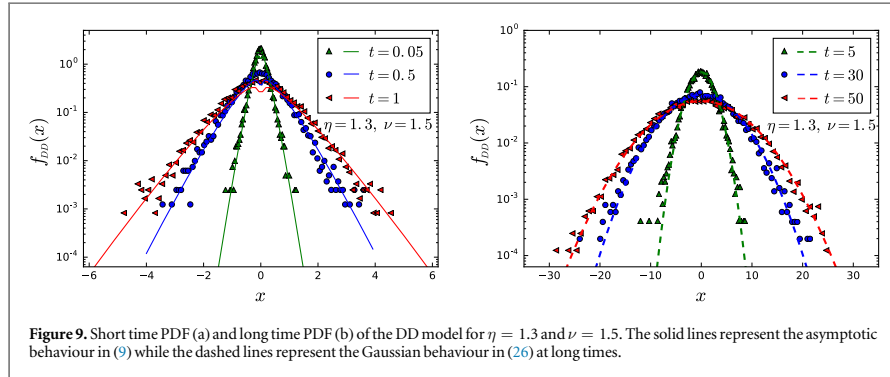 10^0
10^-1
10^-2
10^-3
10^-4
f_DD(x)
t = 0.05
t = 0.5
t = 1
η = 1.3, ν = 1.5
−6 −4 −2 0 2 4 6
x
10^0
10^-1
10^-2
10^-3
10^-4
f_DD(x)
t = 5
t = 30
t = 50
η = 1.3, ν = 1.5
−30 −20 −10 0 10 20 30
x
Figure 9. Short time PDF (a) and long time PDF (b) of the DD model for η = 1.3 and ν = 1.5. The solid lines represent the asymptotic
behaviour in (9) while the dashed lines represent the Gaussian behaviour in (26) at long times.